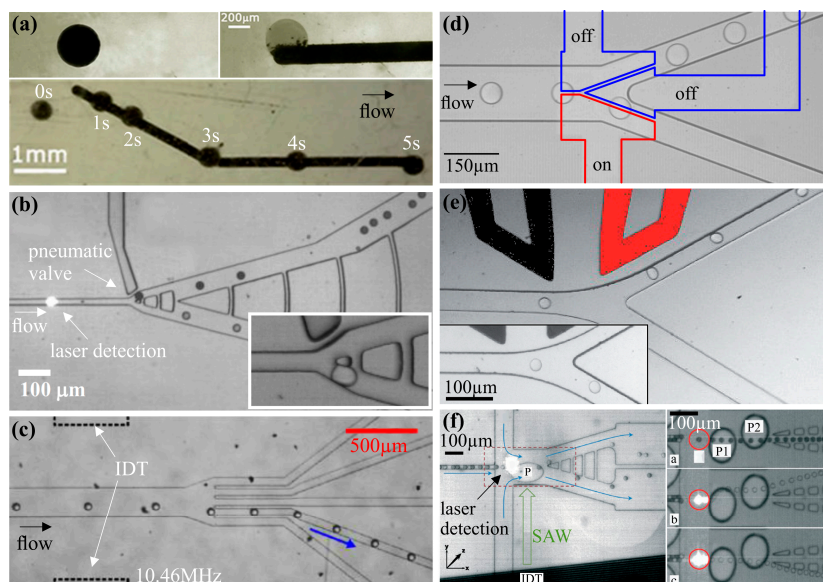 (a)
200μm
0s
1s
2s
3s
4s
5s
flow
1mm
(b)
pneumatic
valve
flow
laser detection
100 μm
(c)
500μm
IDT
flow
10.46MHz
(d)
off
flow
off
on
150μm
(e)
100μm
(f)
100μm
P
laser
detection
SAW
y
z
x
IDT
100μm
P2
P1
a
b
c